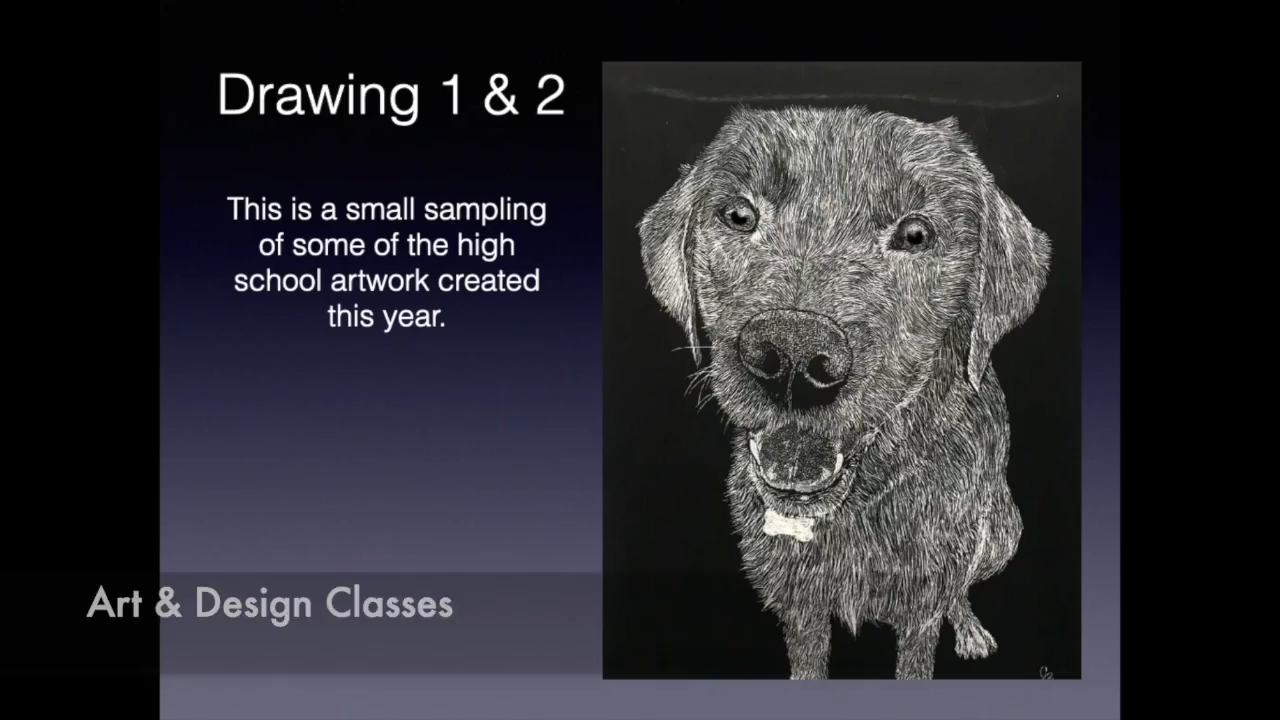 Drawing 1 & 2
This is a small sampling
of some of the high
school artwork created
this year.
Art & Design Classes